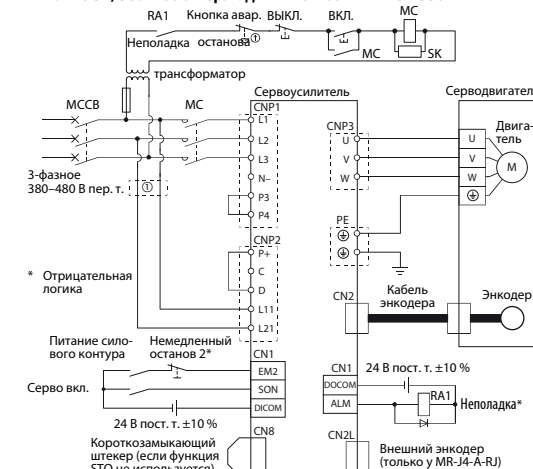 RA1 Кнопка авар. ВЫКЛ. ВКЛ. MC
Неполадка останова ①
MC SK
трансформатор
MCCB MC
Сервоусилитель
Серводвигател
CNP1
L1
L2
L3
N–
P3
P4
CNP3
U
V
W
U
V
W
Двига-
тель
M
3-фазное
380–480 В пер. т.
①
PE
CNP2
P+
C
D
L11
L21
* Отрицательная
логика
CN2
Кабель
энкодера
Энкодер
Питание сило-
вого контура
Немедленный
останов 2*
CN1
EM2
SON
DICOM
Серво вкл.
24 В пост. т. ±10 %
CN1
DOCOM
ALM
24 В пост. т. ±10 %
RA1
Неполадка*
CN8
Короткозамыкающий
штекер (если функция
STO не используется)
CN2L
Внешний энкодер
(только у MR-J4-A-RJ)